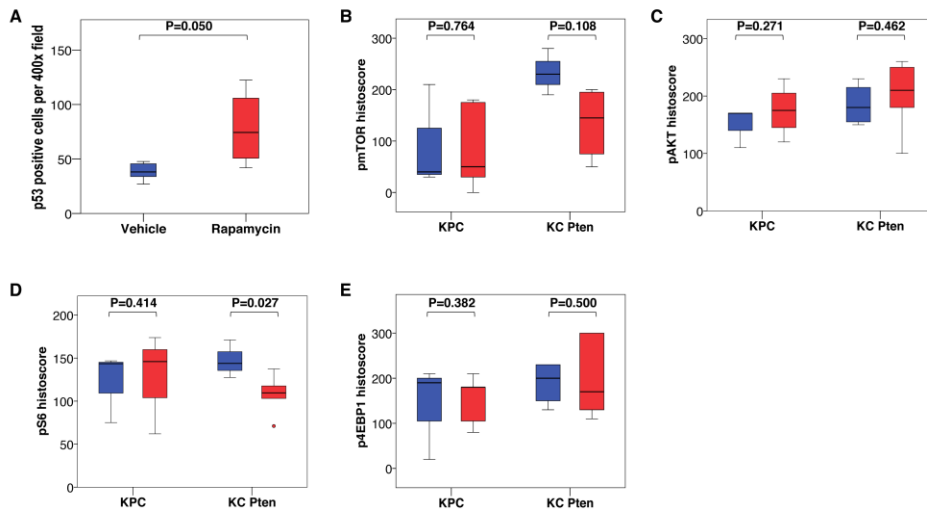 A
P=0.050
p53 positive cells per 400x field
150
100
50
0
Vehicle Rapamycin
B
P=0.764 P=0.108
pmTOR histoscore
300
200
100
0
KPC KC Pten
C
P=0.271 P=0.462
pAKT histoscore
300
200
100
0
KPC KC Pten
D
P=0.414 P=0.027
pS6 histoscore
200
150
100
50
0
KPC KC Pten
E
P=0.382 P=0.500
p4EBP1 histoscore
300
200
100
0
KPC KC Pten